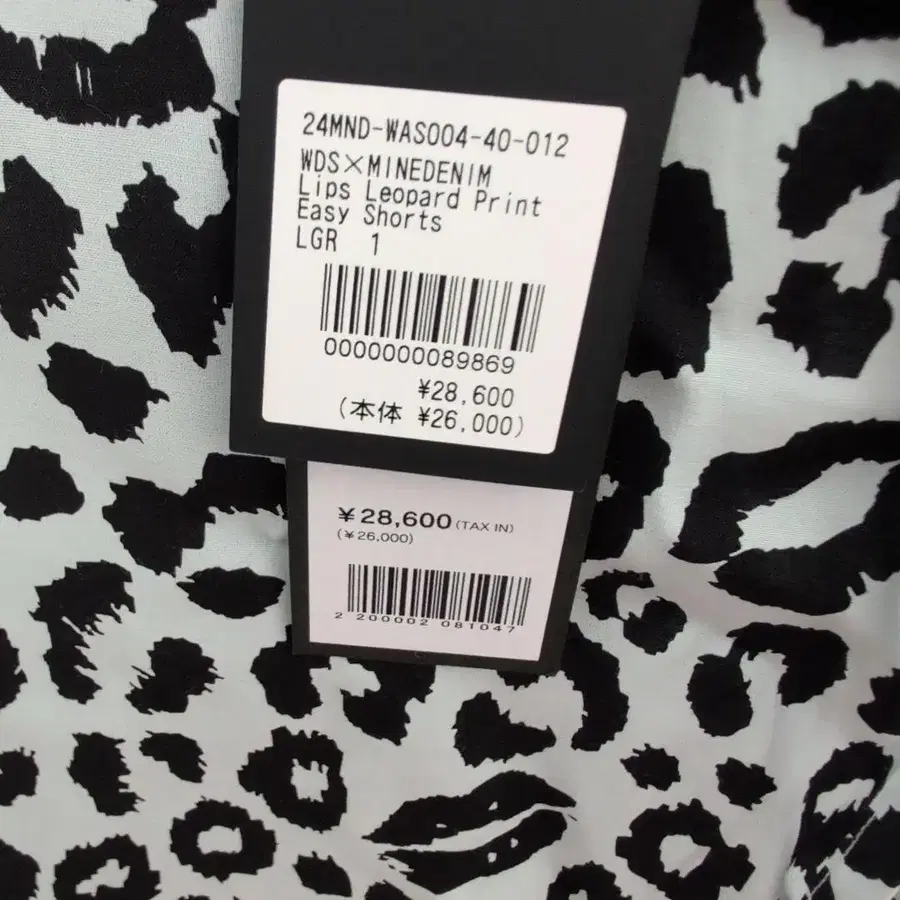 24MND-WAS004-40-012
WDS×MINEDENIM
Lips Leopard Print
Easy Shorts
LGR 1
0000000089869
¥28,600
(本体 ¥26,000)
¥28,600 (TAX IN)
(¥26,000)
2 200002 081047